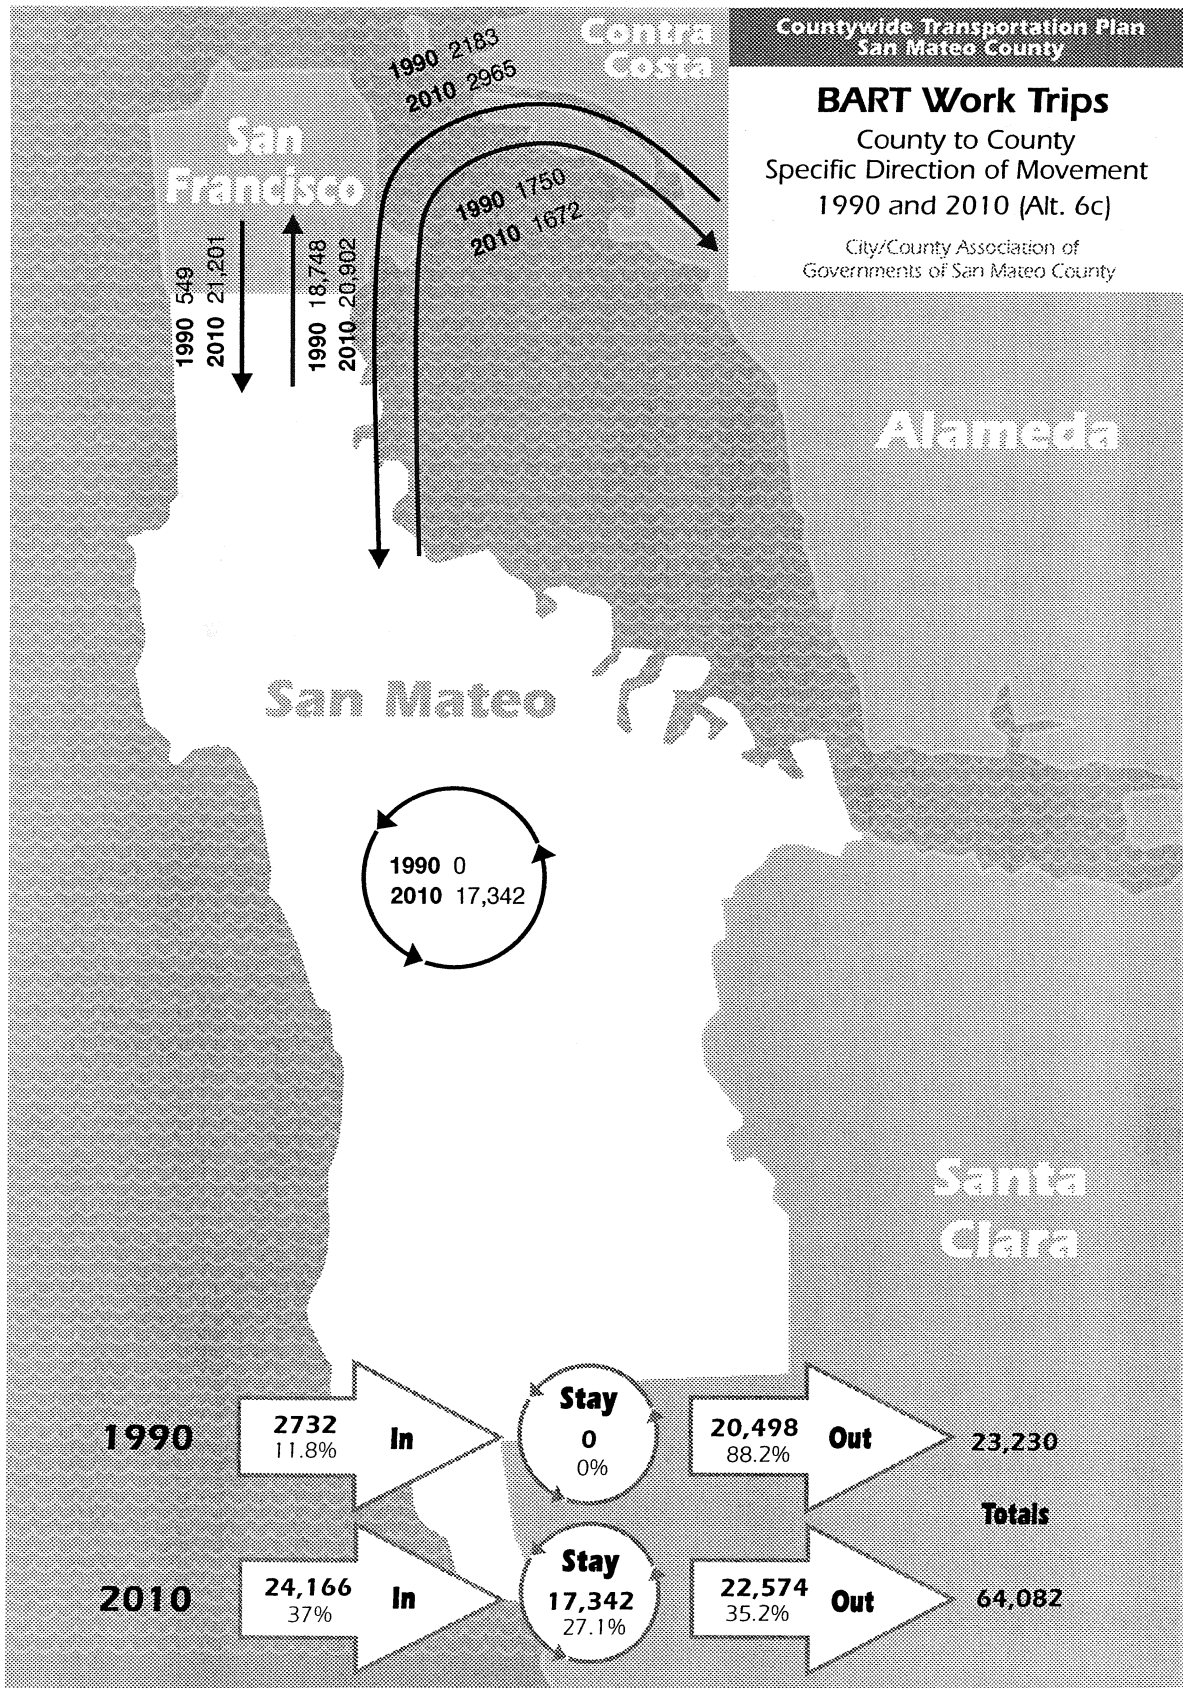 Countywide Transportation Plan
San Mateo County
BART Work Trips
County to County
Specific Direction of Movement
1990 and 2010 (Alt. 6c)
City/County Association of
Governments of San Mateo County
Contra
Costa
1990 2183
2010 2965
San
Francisco
1990 1750
2010 1672
1990 549
2010 21,201
1990 18,748
2010 20,902
Alameda
San Mateo
1990 0
2010 17,342
Santa
Clara
1990
2732
11.8%
In
Stay
0
0%
20,498
88.2%
Out
23,230
Totals
2010
24,166
37%
In
Stay
17,342
27.1%
22,574
35.2%
Out
64,082